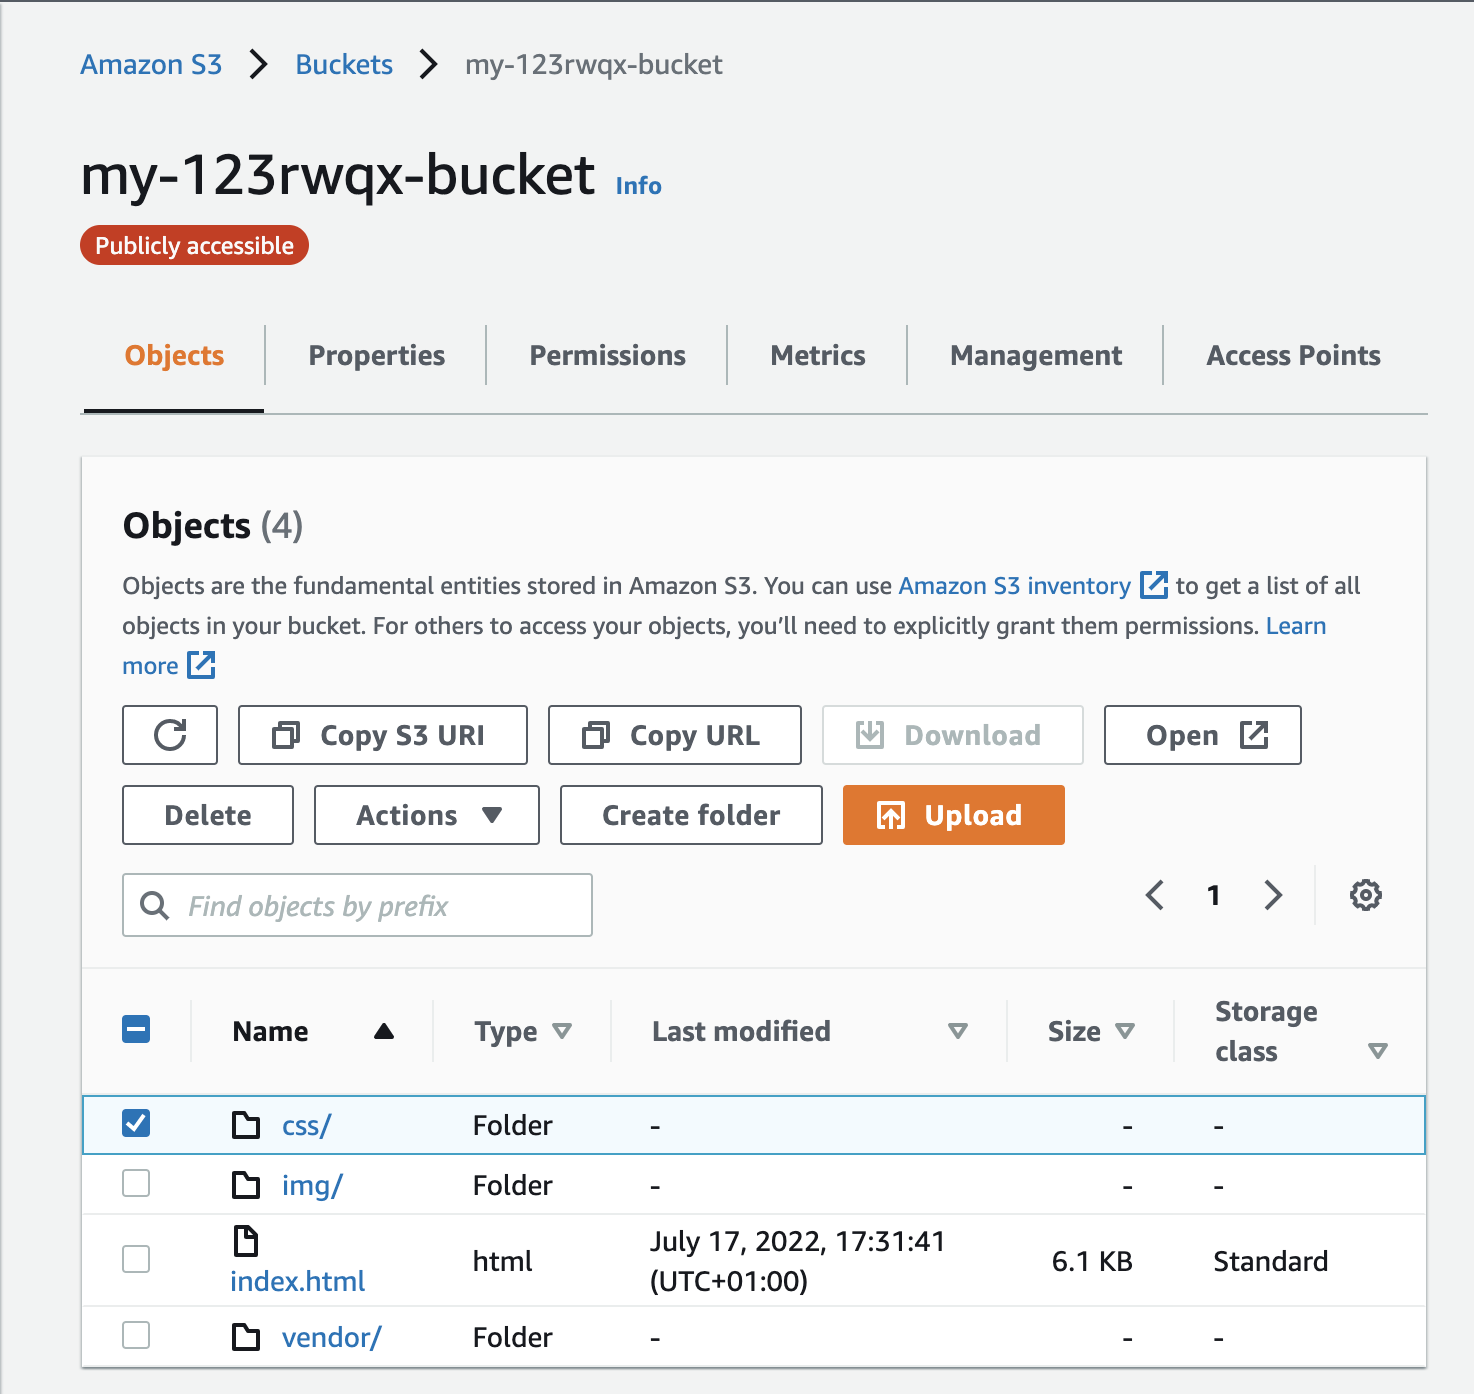 Amazon S3 > Buckets > my-123rwqx-bucket
my-123rwqx-bucket Info
Publicly accessible
Objects Properties Permissions Metrics Management Access Points
Objects (4)
Objects are the fundamental entities stored in Amazon S3. You can use Amazon S3 inventory to get a list of all
objects in your bucket. For others to access your objects, you’ll need to explicitly grant them permissions. Learn
more
Copy S3 URI Copy URL Download Open
Delete Actions Create folder Upload
Find objects by prefix 1
Name Type Last modified Size Storage
class
css/ Folder - - -
img/ Folder - - -
index.html html July 17, 2022, 17:31:41
(UTC+01:00) 6.1 KB Standard
vendor/ Folder - - -